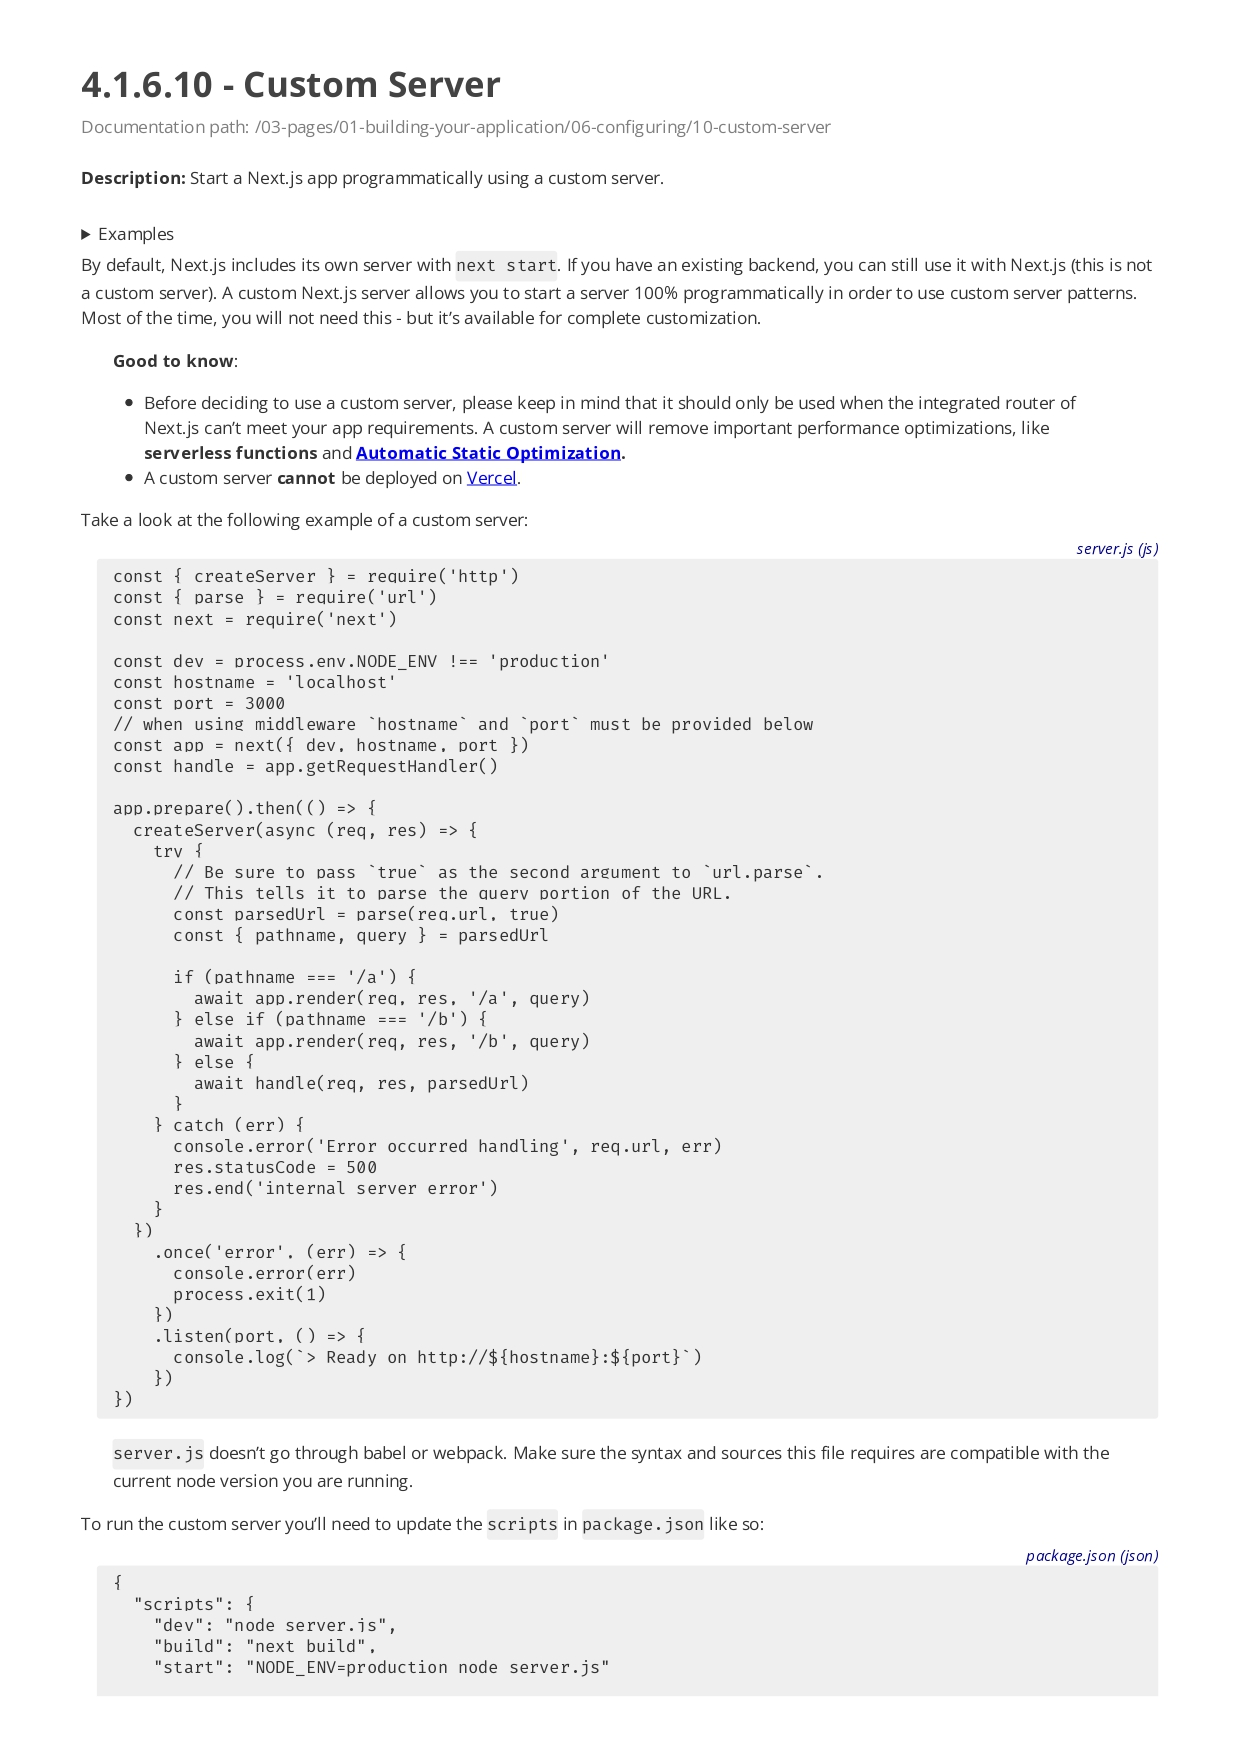 4.1.6.10 - Custom Server
Documentation path: /03-pages/01-building-your-application/06-configuring/10-custom-server
Description: Start a Next.js app programmatically using a custom server.
▶ Examples
By default, Next.js includes its own server with next start. If you have an existing backend, you can still use it with Next.js (this is not
a custom server). A custom Next.js server allows you to start a server 100% programmatically in order to use custom server patterns.
Most of the time, you will not need this - but it’s available for complete customization.
Good to know:
• Before deciding to use a custom server, please keep in mind that it should only be used when the integrated router of
Next.js can’t meet your app requirements. A custom server will remove important performance optimizations, like
serverless functions and Automatic Static Optimization.
• A custom server cannot be deployed on Vercel.
Take a look at the following example of a custom server:
server.js (js)
const { createServer } = require('http')
const { parse } = require('url')
const next = require('next')

const dev = process.env.NODE_ENV !== 'production'
const hostname = 'localhost'
const port = 3000
// when using middleware `hostname` and `port` must be provided below
const app = next({ dev, hostname, port })
const handle = app.getRequestHandler()

app.prepare().then(() => {
  createServer(async (req, res) => {
    try {
      // Be sure to pass `true` as the second argument to `url.parse`.
      // This tells it to parse the query portion of the URL.
      const parsedUrl = parse(req.url, true)
      const { pathname, query } = parsedUrl

      if (pathname === '/a') {
        await app.render(req, res, '/a', query)
      } else if (pathname === '/b') {
        await app.render(req, res, '/b', query)
      } else {
        await handle(req, res, parsedUrl)
      }
    } catch (err) {
      console.error('Error occurred handling', req.url, err)
      res.statusCode = 500
      res.end('internal server error')
    }
  })
    .once('error', (err) => {
      console.error(err)
      process.exit(1)
    })
    .listen(port, () => {
      console.log(`> Ready on http://${hostname}:${port}`)
    })
})
server.js doesn’t go through babel or webpack. Make sure the syntax and sources this file requires are compatible with the
current node version you are running.
To run the custom server you’ll need to update the scripts in package.json like so:
package.json (json)
{
  "scripts": {
    "dev": "node server.js",
    "build": "next build",
    "start": "NODE_ENV=production node server.js"